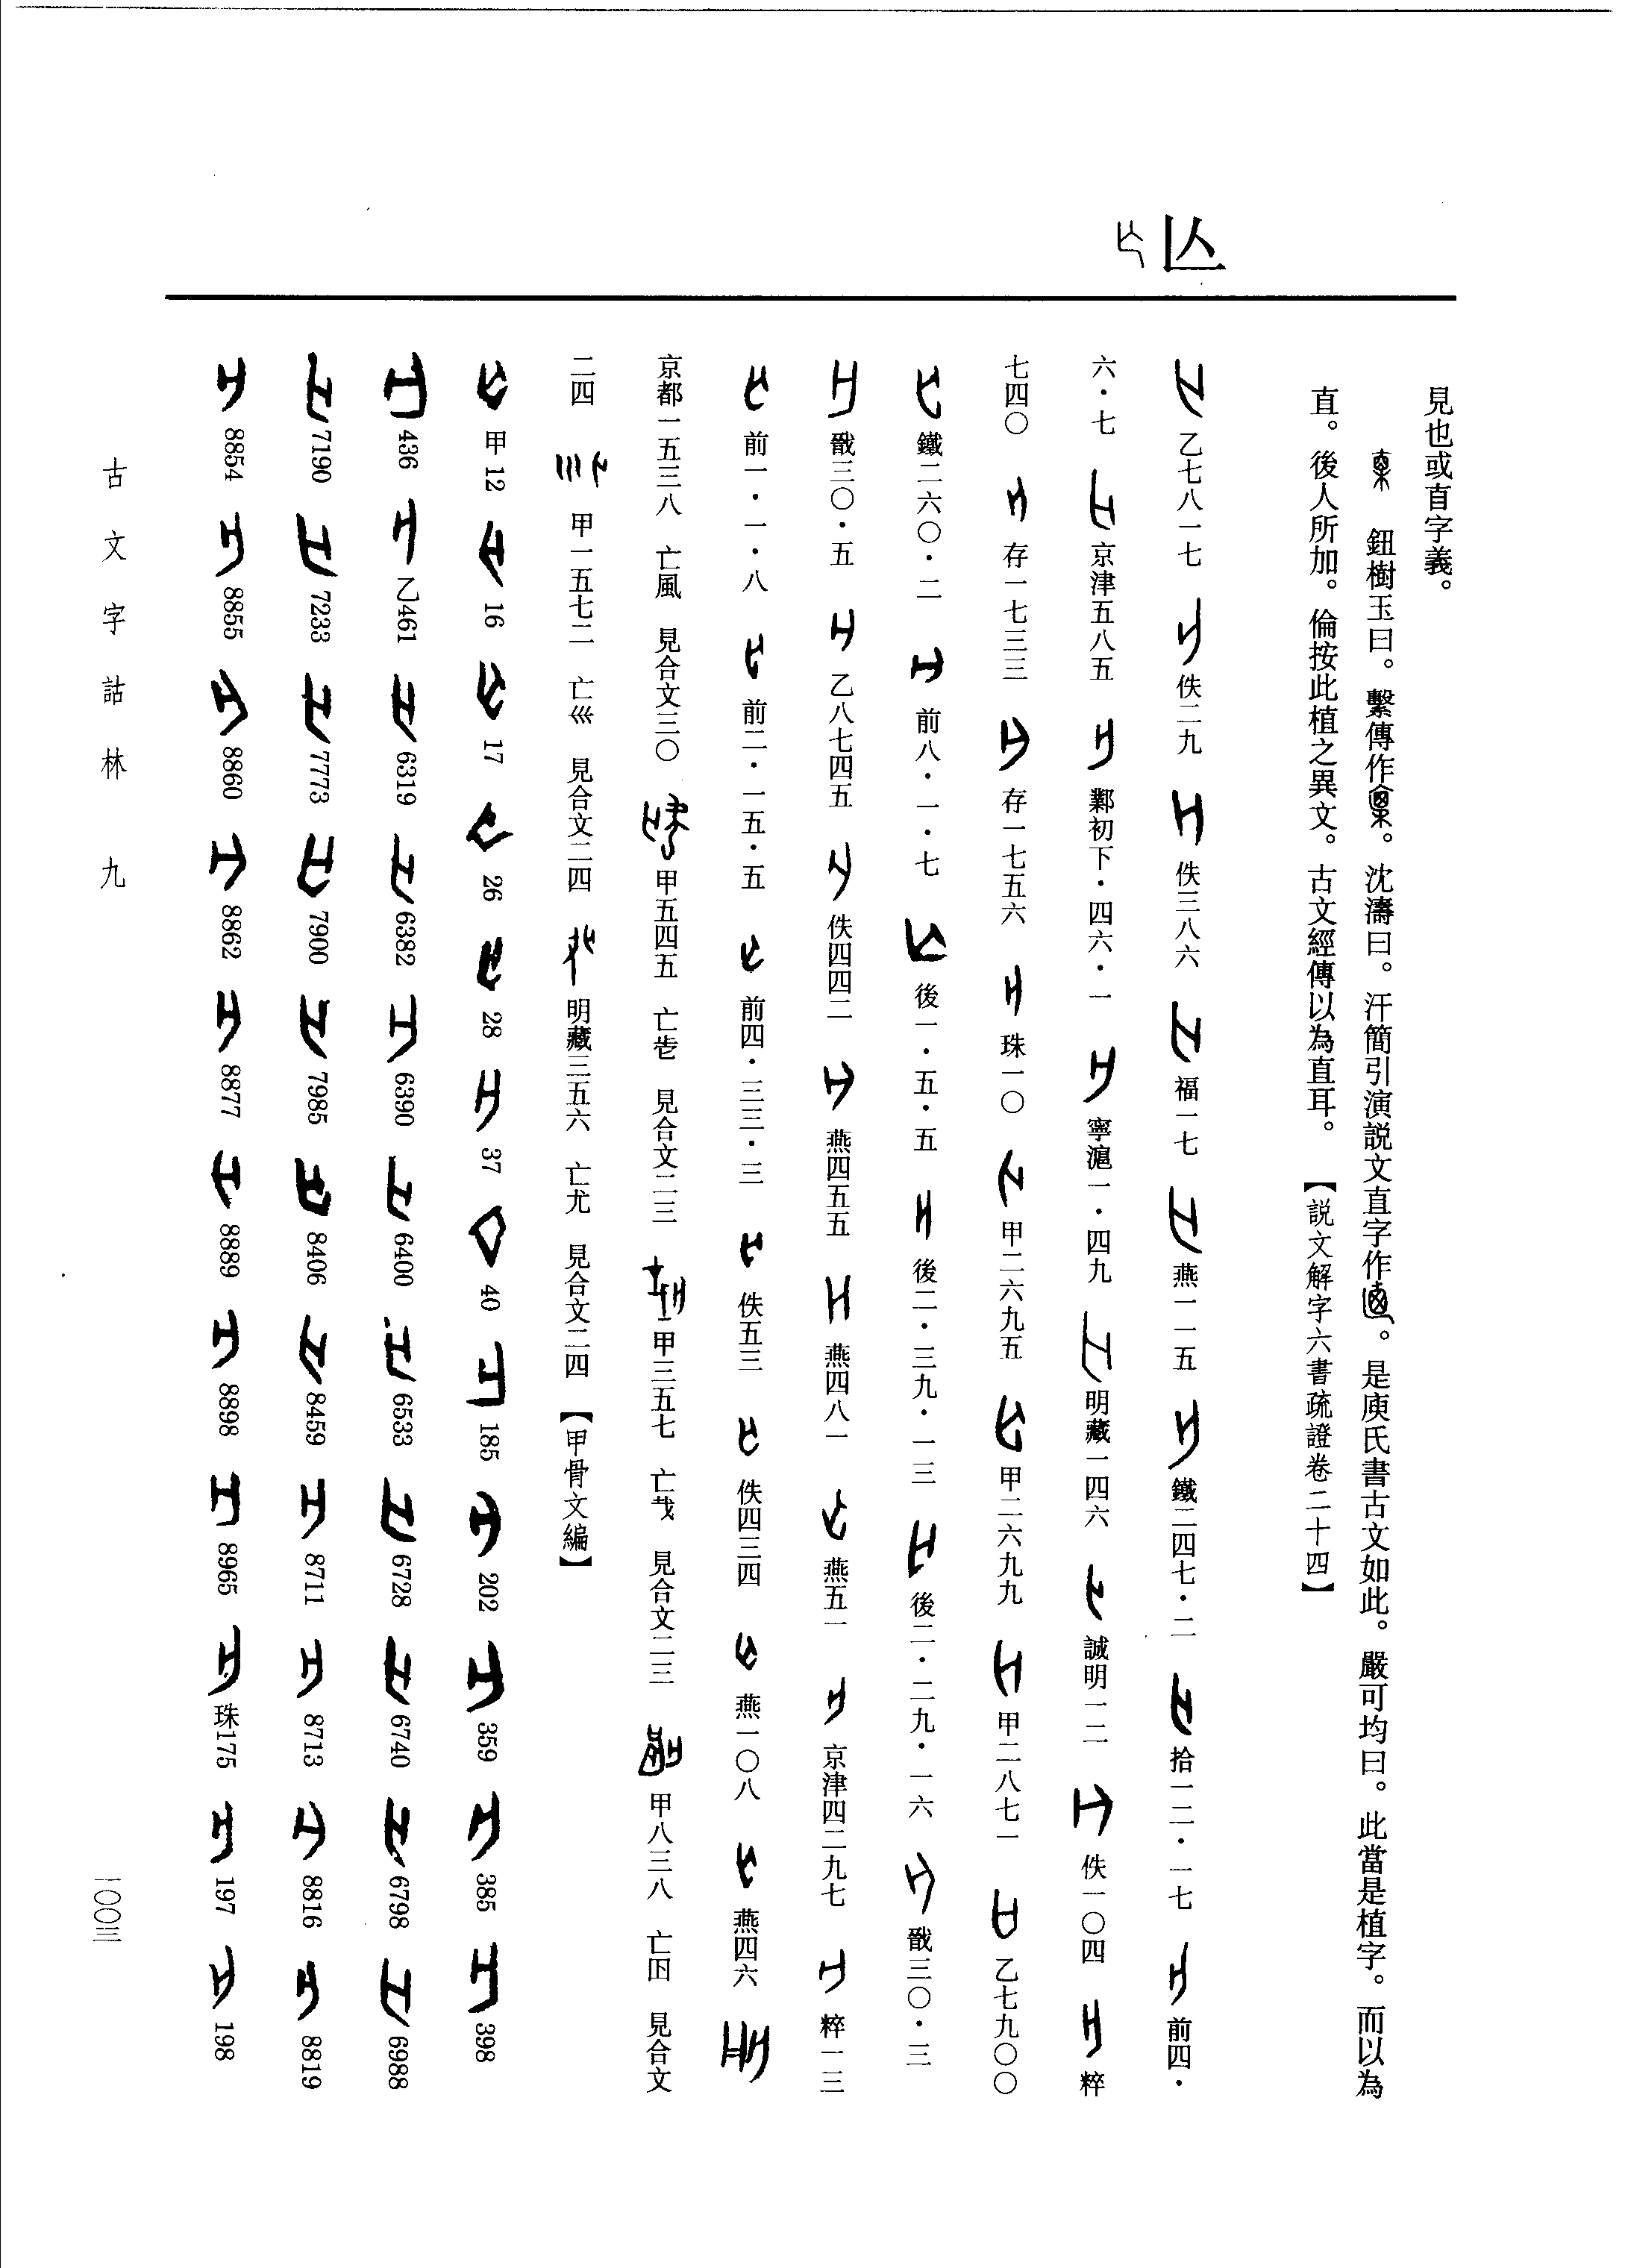 亾
見也或𥃭字義。
鈕樹玉曰。繫傳作。沈濤曰。汗簡引演説文直字作。是庾氏書古文如此。嚴可均曰。此當是植字。而以為
直。後人所加。倫按此植之異文。古文經傳以為直耳。【説文解字六書疏證卷二十四】
乙七八一七 佚二九 佚三八六 福一七 燕一一五 鐵二四七・二 拾一二・一七 前四・
六・七 京津五八五 鄴初下・四六・一 寧滬一・四九 明藏一四六 誠明一二 佚一〇四 粹
七四〇 存一七三三 存一七五六 珠一〇 甲二六九五 甲二六九九 甲二八七一 乙七九〇〇
鐵二六〇・二 前八・一・七 後一・五・五 後二・三九・一三 後二・二九・一六 戩三〇・三
戩三〇・五 乙八七四五 佚四四二 燕四五五 燕四八一 燕五一 京津四二九七 粹一三
前一・一・八 前二・一五・五 前四・三三・三 佚五三 佚四三四 燕一〇八 燕四六
京都一五三八 亡風 見合文三〇 甲五四五 亡𡆥 見合文二三 甲三五七 亡𢦔 見合文二三 甲八三八 亡囚 見合文
二四 甲一五七二 亡巛 見合文二四 明藏三五六 亡尤 見合文二四 【甲骨文編】
甲12 16 17 26 28 37 40 185 202 359 385 398
436 乙461 6319 6382 6390 6400 6533 6728 6740 6798 6988
7190 7233 7773 7900 7985 8406 8459 8711 8713 8816 8819
8854 8855 8860 8862 8877 8889 8898 8965 珠175 197 198
古文字詁林 九
一〇〇三